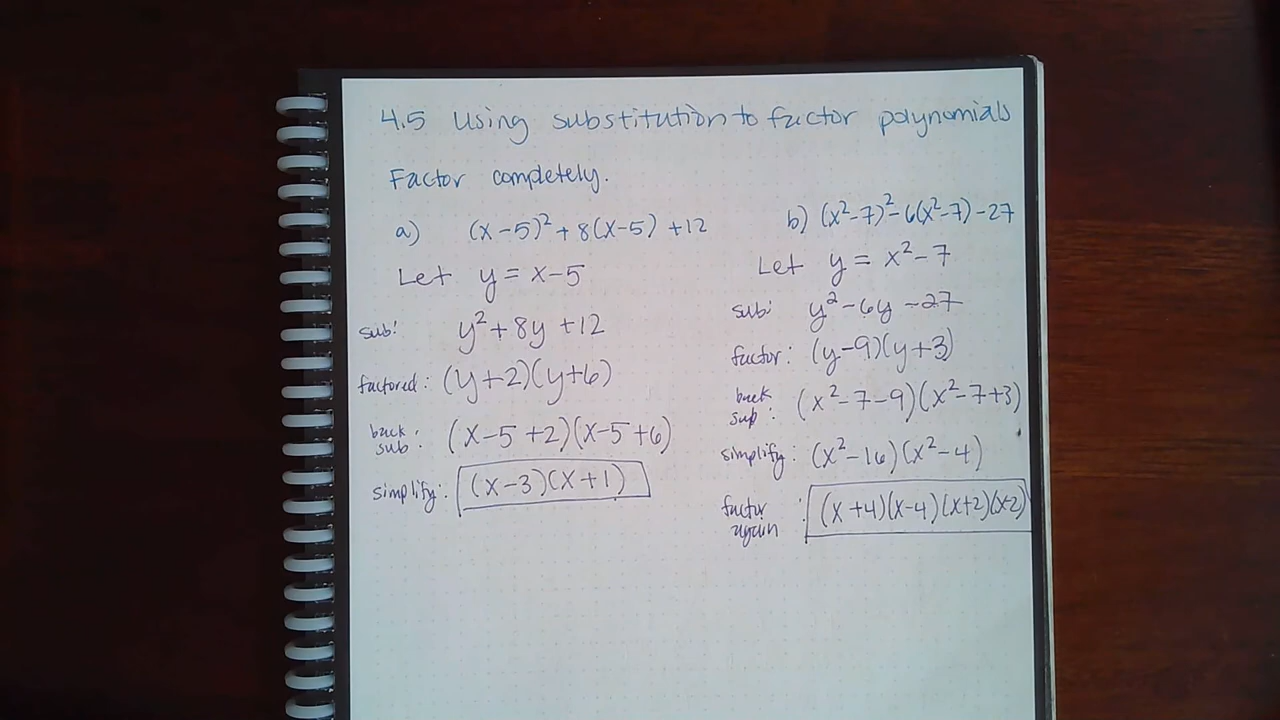 4.5 Using substitution to factor polynomials
Factor completely.
a) (x-5)²+8(x-5)+12
Let y = x-5
sub: y²+8y+12
factored: (y+2)(y+6)
back sub: (x-5+2)(x-5+6)
simplify: (x-3)(x+1)
b) (x²-7)²-6(x²-7)-27
Let y = x²-7
sub: y²-6y-27
factor: (y-9)(y+3)
back sub: (x²-7-9)(x²-7+3)
simplify: (x²-16)(x²-4)
factor again: (x+4)(x-4)(x+2)(x-2)